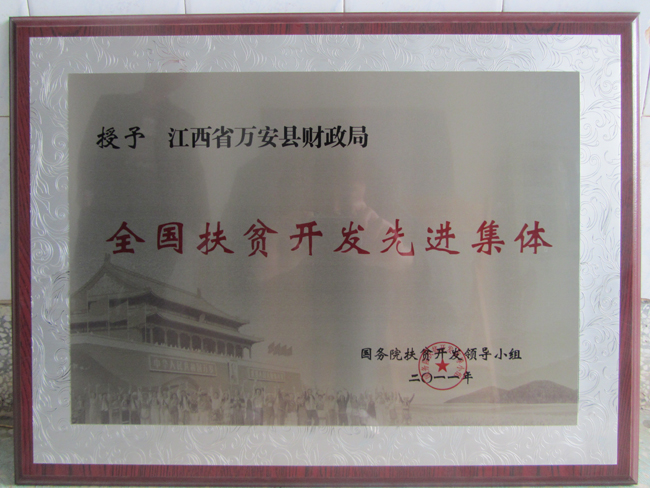 授予 江西省万安县财政局
全国扶贫开发先进集体
国务院扶贫开发领导小组
二〇一一年